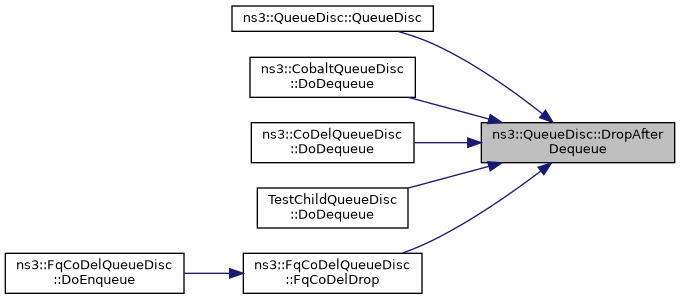 ns3::QueueDisc::QueueDisc
ns3::CobaltQueueDisc
::DoDequeue
ns3::CoDelQueueDisc
::DoDequeue
ns3::QueueDisc::DropAfter
Dequeue
TestChildQueueDisc
::DoDequeue
ns3::FqCoDelQueueDisc
::DoEnqueue
ns3::FqCoDelQueueDisc
::FqCoDelDrop